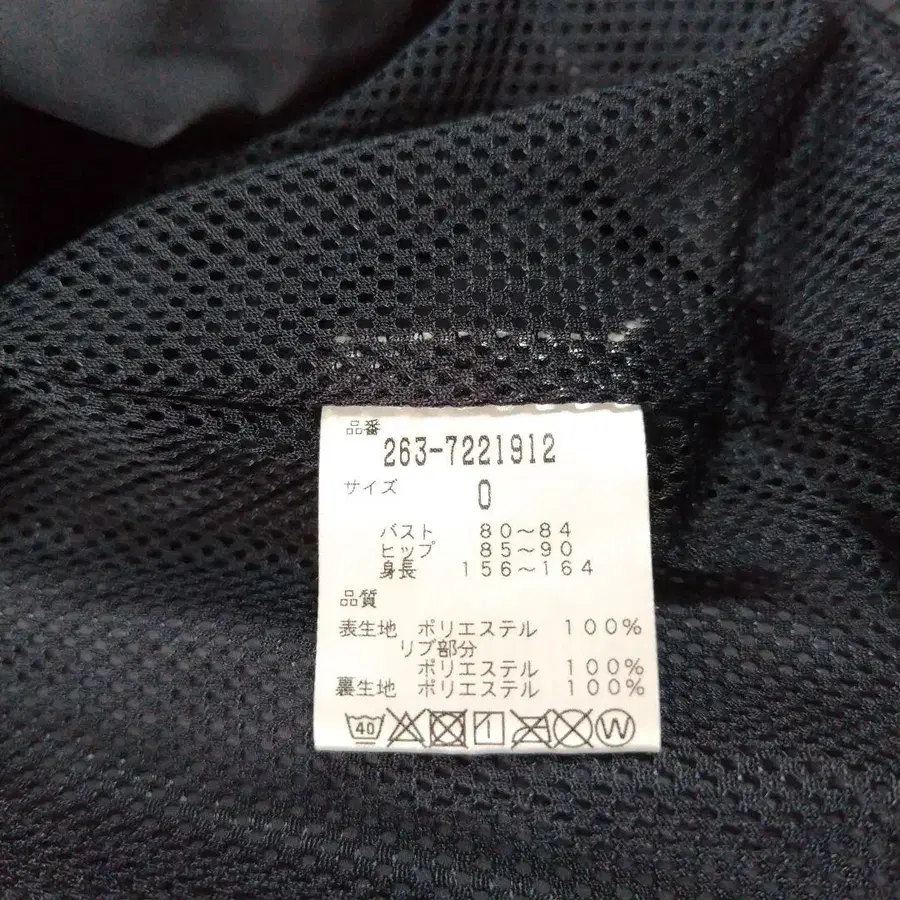 品番
263-7221912
サイズ 0
バスト 80～84
ヒップ 85～90
身長 156～164
品質
表生地 ポリエステル 100%
リブ部分
ポリエステル 100%
裏生地 ポリエステル 100%
40 W